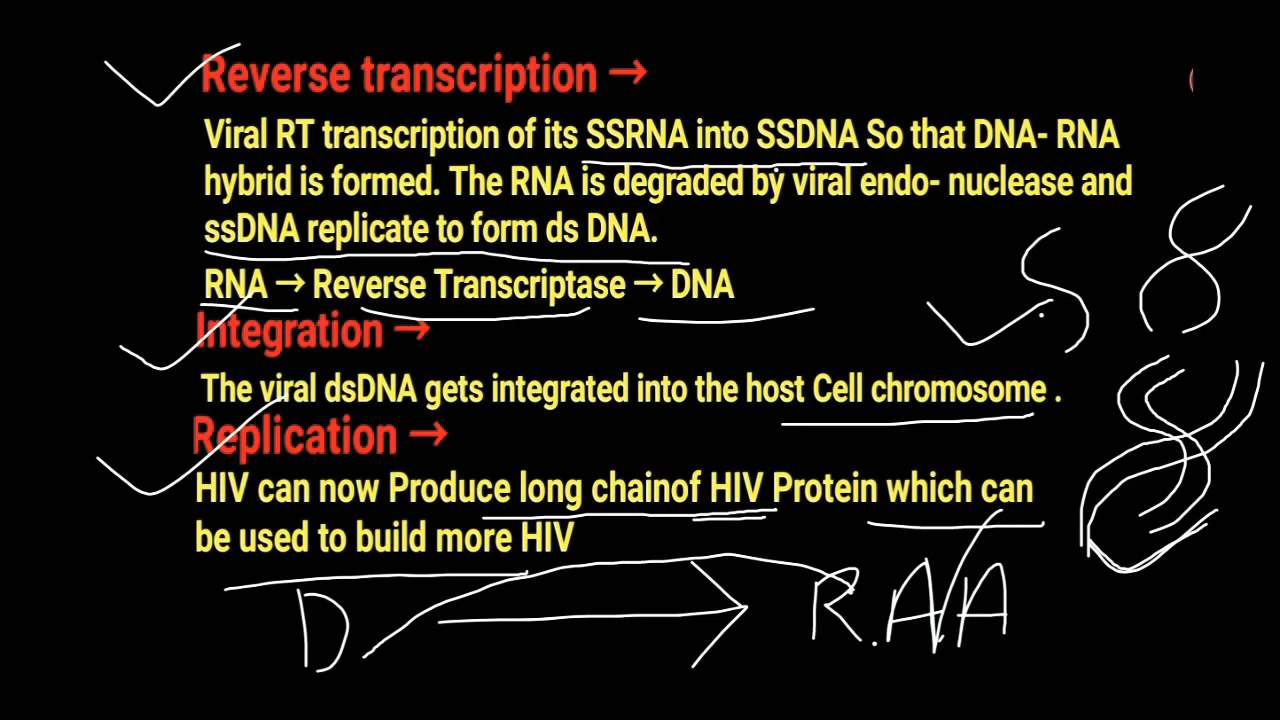 Reverse transcription →
Viral RT transcription of its SSRNA into SSDNA So that DNA- RNA
hybrid is formed. The RNA is degraded by viral endo- nuclease and
ssDNA replicate to form ds DNA.
RNA → Reverse Transcriptase → DNA
Integration →
The viral dsDNA gets integrated into the host Cell chromosome .
Replication →
HIV can now Produce long chainof HIV Protein which can
be used to build more HIV
D